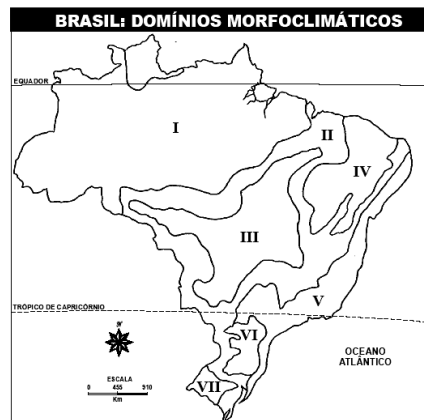 BRASIL: DOMÍNIOS MORFOCLIMÁTICOS
EQUADOR
I
II
IV
III
V
TRÓPICO DE CAPRICÓRNIO
VI
N
OCEANO
ATLÂNTICO
ESCALA
0 455 910
Km
VII